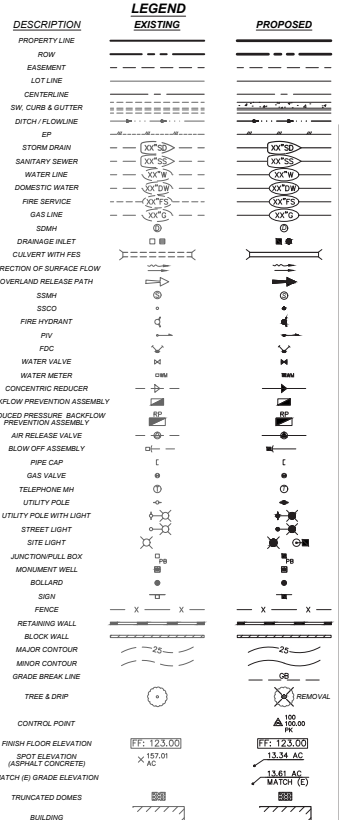 LEGEND
DESCRIPTION EXISTING PROPOSED
PROPERTY LINE
ROW
EASEMENT
LOT LINE
CENTERLINE
SW, CURB & GUTTER
DITCH / FLOWLINE
EP
STORM DRAIN XX"SD XX"SD
SANITARY SEWER XX"SS XX"SS
WATER LINE XX"W XX"W
DOMESTIC WATER XX"DW XX"DW
FIRE SERVICE XX"FS XX"FS
GAS LINE XX"G XX"G
SDMH D D
DRAINAGE INLET
CULVERT WITH FES
RECTION OF SURFACE FLOW
OVERLAND RELEASE PATH
SSMH S S
SSCO
FIRE HYDRANT
PIV
FDC
WATER VALVE
WATER METER WM WM
CONCENTRIC REDUCER
KFLOW PREVENTION ASSEMBLY
DUCED PRESSURE BACKFLOW RP RP
PREVENTION ASSEMBLY
AIR RELEASE VALVE
BLOW OFF ASSEMBLY
PIPE CAP
GAS VALVE
TELEPHONE MH T T
UTILITY POLE
UTILITY POLE WITH LIGHT
STREET LIGHT
SITE LIGHT
JUNCTION/PULL BOX PB PB
MONUMENT WELL
BOLLARD
SIGN
FENCE X X X X
RETAINING WALL
BLOCK WALL
MAJOR CONTOUR 25 25
MINOR CONTOUR
GRADE BREAK LINE GB
TREE & DRIP REMOVAL
CONTROL POINT 100
100.00
PK
FINISH FLOOR ELEVATION FF: 123.00 FF: 123.00
SPOT ELEVATION 157.01 13.34 AC
(ASPHALT CONCRETE) AC
MATCH (E) GRADE ELEVATION 13.61 AC
MATCH (E)
TRUNCATED DOMES
BUILDING